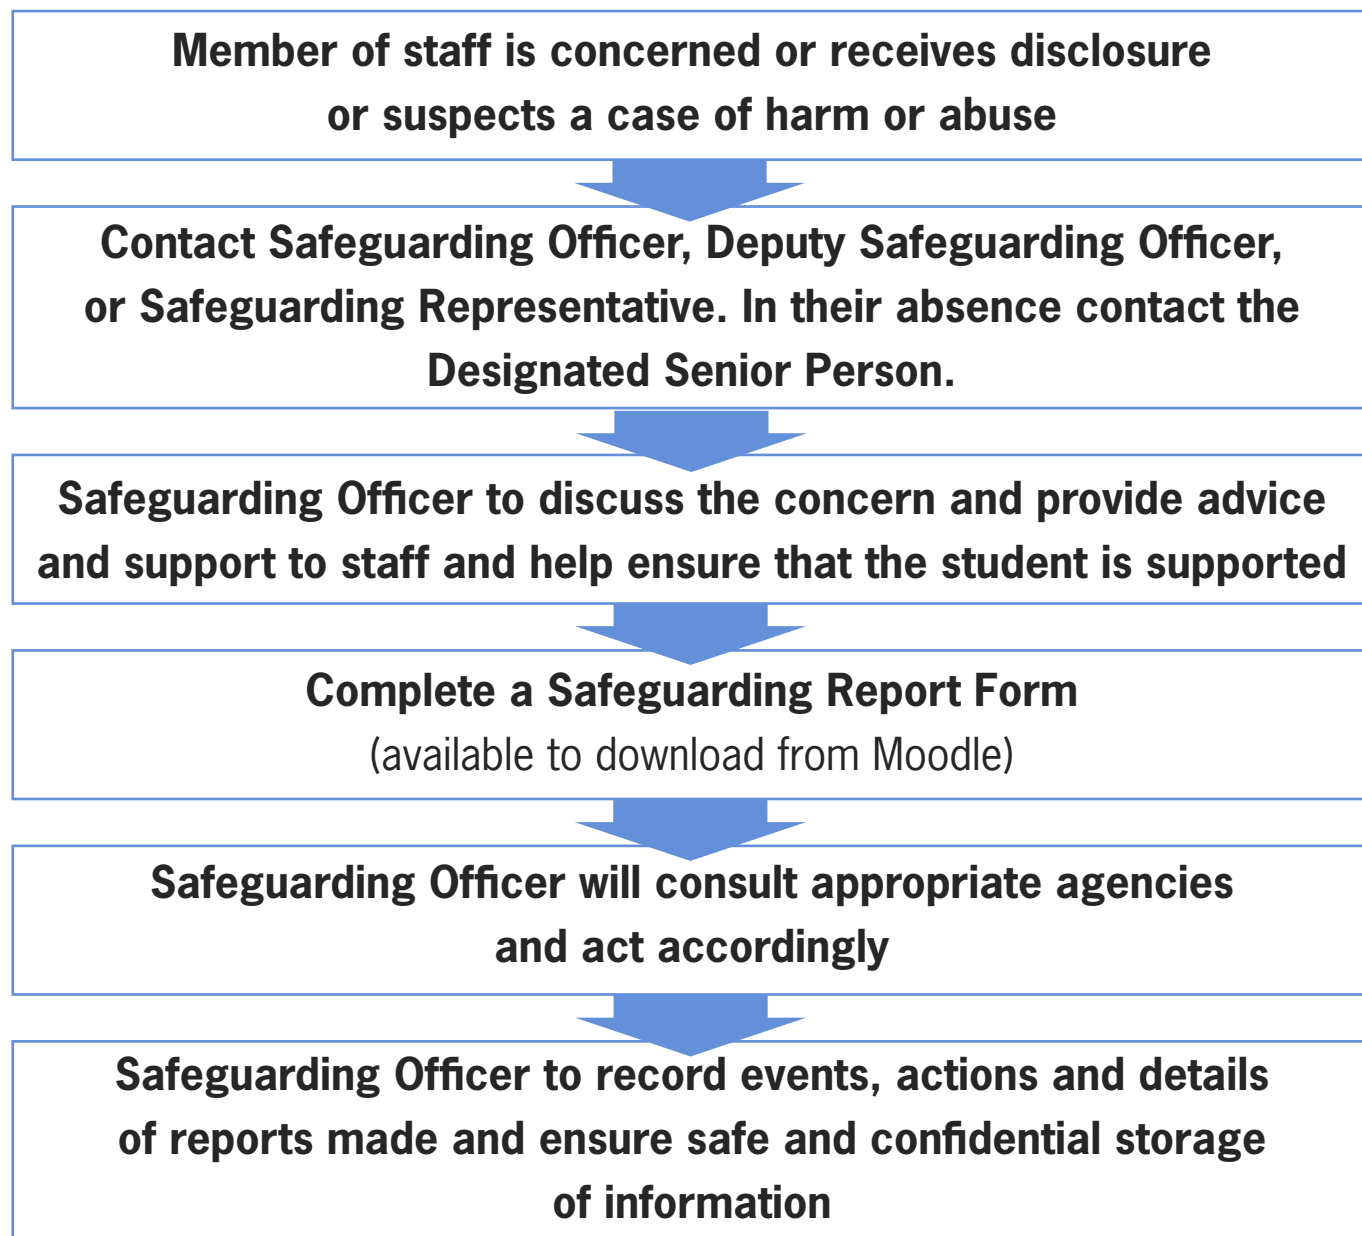 Member of staff is concerned or receives disclosure
or suspects a case of harm or abuse
Contact Safeguarding Officer, Deputy Safeguarding Officer,
or Safeguarding Representative. In their absence contact the
Designated Senior Person.
Safeguarding Officer to discuss the concern and provide advice
and support to staff and help ensure that the student is supported
Complete a Safeguarding Report Form
(available to download from Moodle)
Safeguarding Officer will consult appropriate agencies
and act accordingly
Safeguarding Officer to record events, actions and details
of reports made and ensure safe and confidential storage
of information